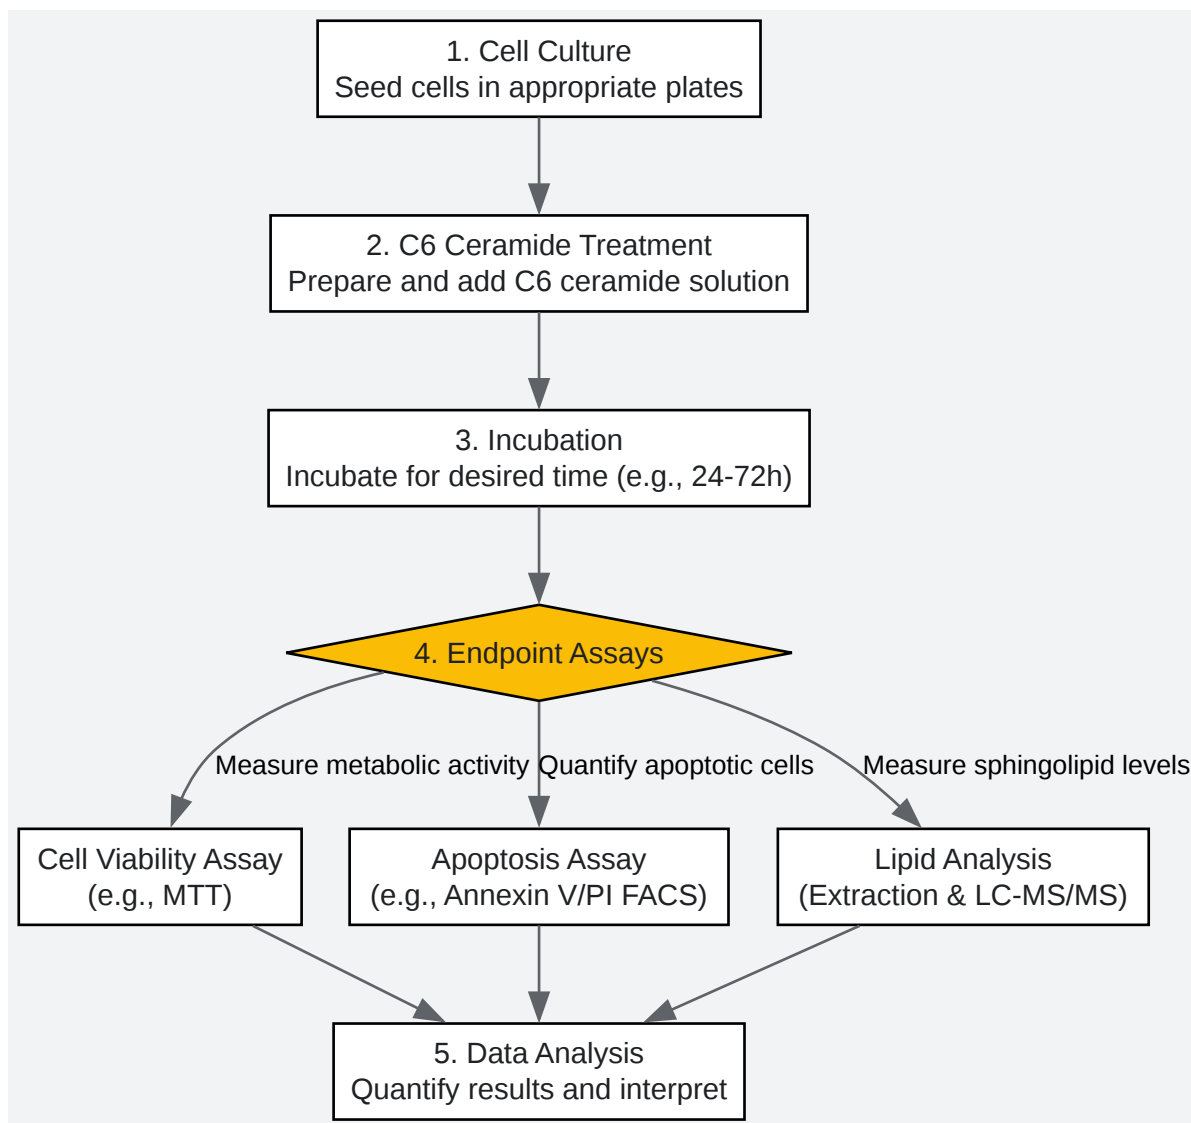 1. Cell Culture
Seed cells in appropriate plates
2. C6 Ceramide Treatment
Prepare and add C6 ceramide solution
3. Incubation
Incubate for desired time (e.g., 24-72h)
4. Endpoint Assays
Measure metabolic activity
Quantify apoptotic cells
Measure sphingolipid levels
Cell Viability Assay
(e.g., MTT)
Apoptosis Assay
(e.g., Annexin V/PI FACS)
Lipid Analysis
(Extraction & LC-MS/MS)
5. Data Analysis
Quantify results and interpret